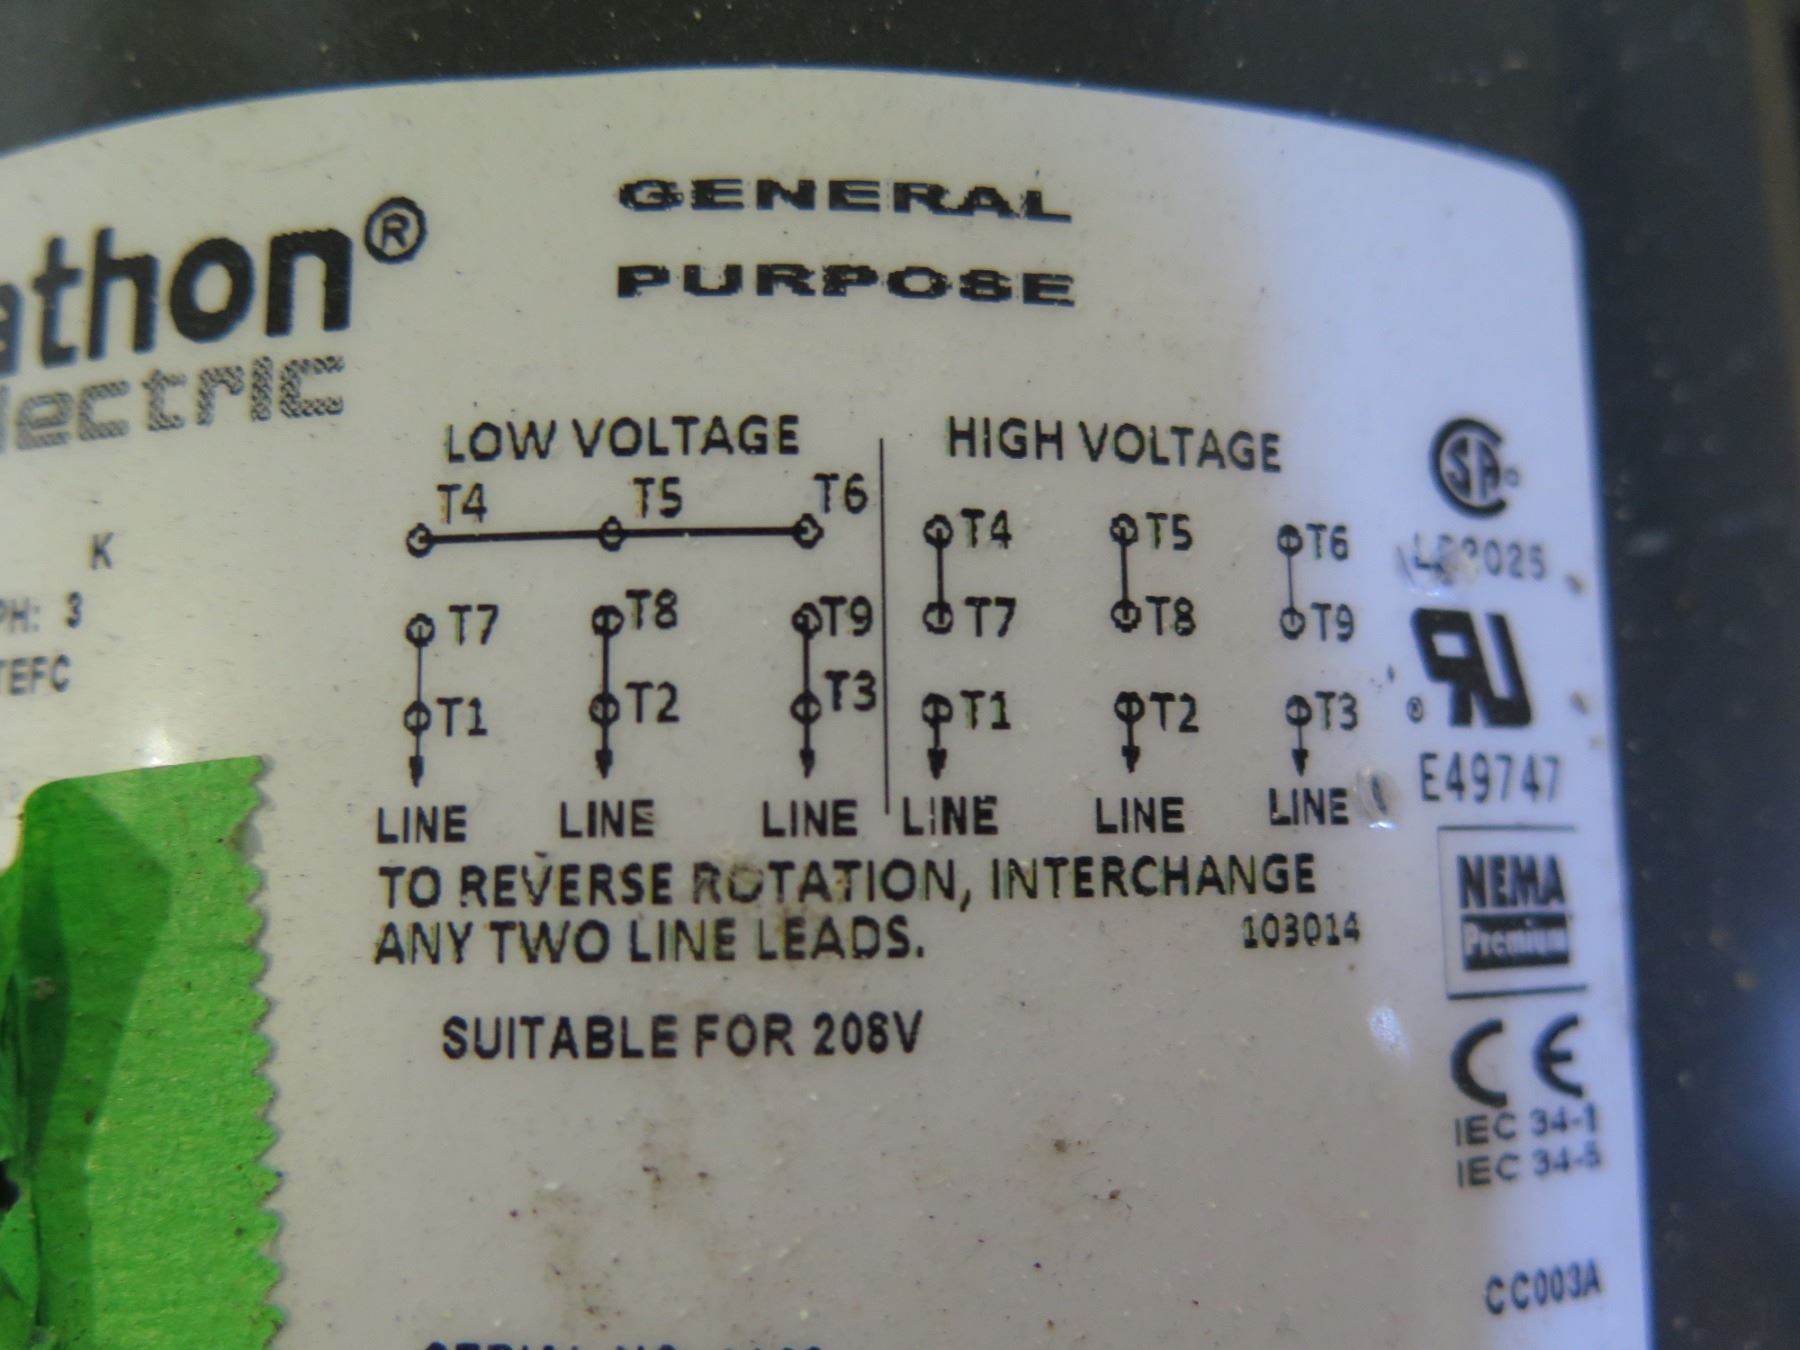 athon®
lectric
GENERAL
PURPOSE
K
PH: 3
TEFC
LOW VOLTAGE
T4 T5 T6
T7 T8 T9
T1 T2 T3
LINE LINE LINE
HIGH VOLTAGE
T4 T5 T6
T7 T8 T9
T1 T2 T3
LINE LINE LINE
TO REVERSE ROTATION, INTERCHANGE
ANY TWO LINE LEADS.
103014
SUITABLE FOR 208V
SA
®
E49747
NEMA
Premium
CE
IEC 34-1
IEC 34-5
CC003A